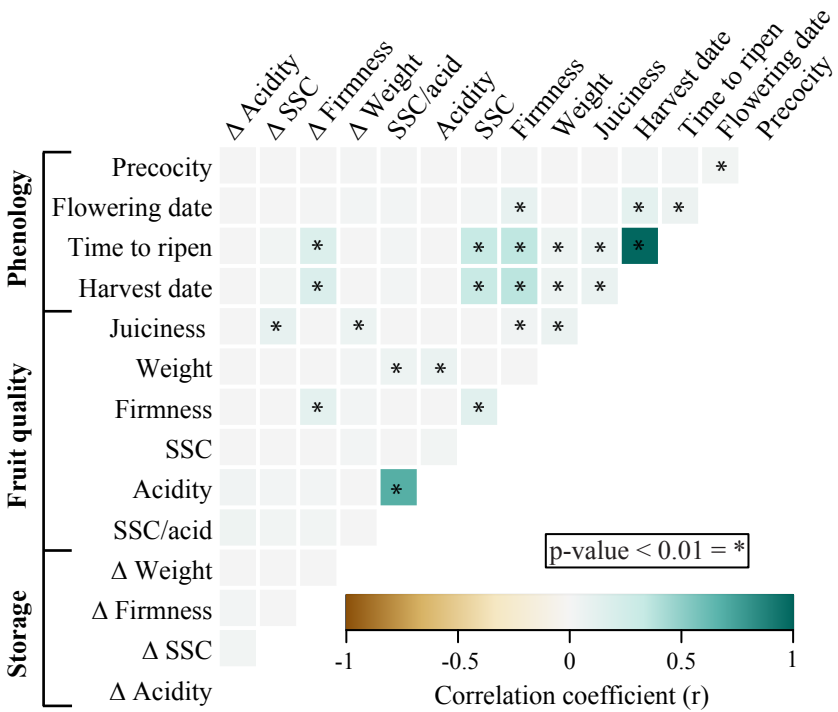 Δ Acidity
Δ SSC
Δ Firmness
Δ Weight
SSC/acid
Acidity
SSC
Firmness
Weight
Juiciness
Harvest date
Time to ripen
Flowering date
Precocity
Phenology
Precocity *
Flowering date * * *
Time to ripen * * * * * *
Harvest date * * * * *
Fruit quality
Juiciness * * * *
Weight * *
Firmness * *
SSC
Acidity *
SSC/acid
p-value < 0.01 = *
Storage
Δ Weight
Δ Firmness
Δ SSC
Δ Acidity
-1 -0.5 0 0.5 1
Correlation coefficient (r)